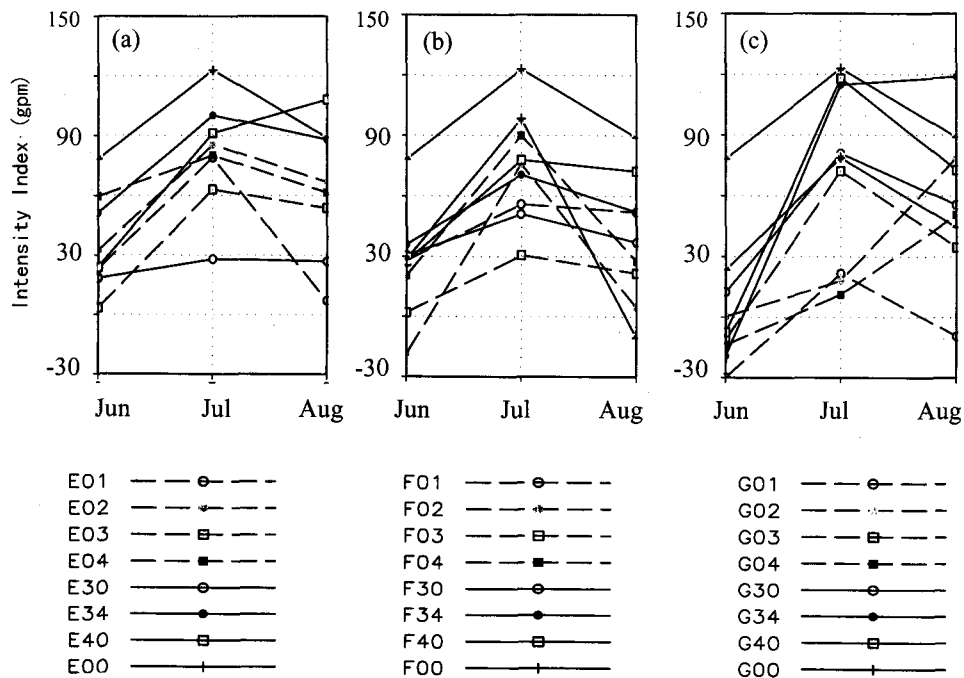 Intensity Index (gpm)
150
90
30
-30
(a)
Jun Jul Aug
150
90
30
-30
(b)
Jun Jul Aug
150
90
30
-30
(c)
Jun Jul Aug
E01
E02
E03
E04
E30
E34
E40
E00
F01
F02
F03
F04
F30
F34
F40
F00
G01
G02
G03
G04
G30
G34
G40
G00